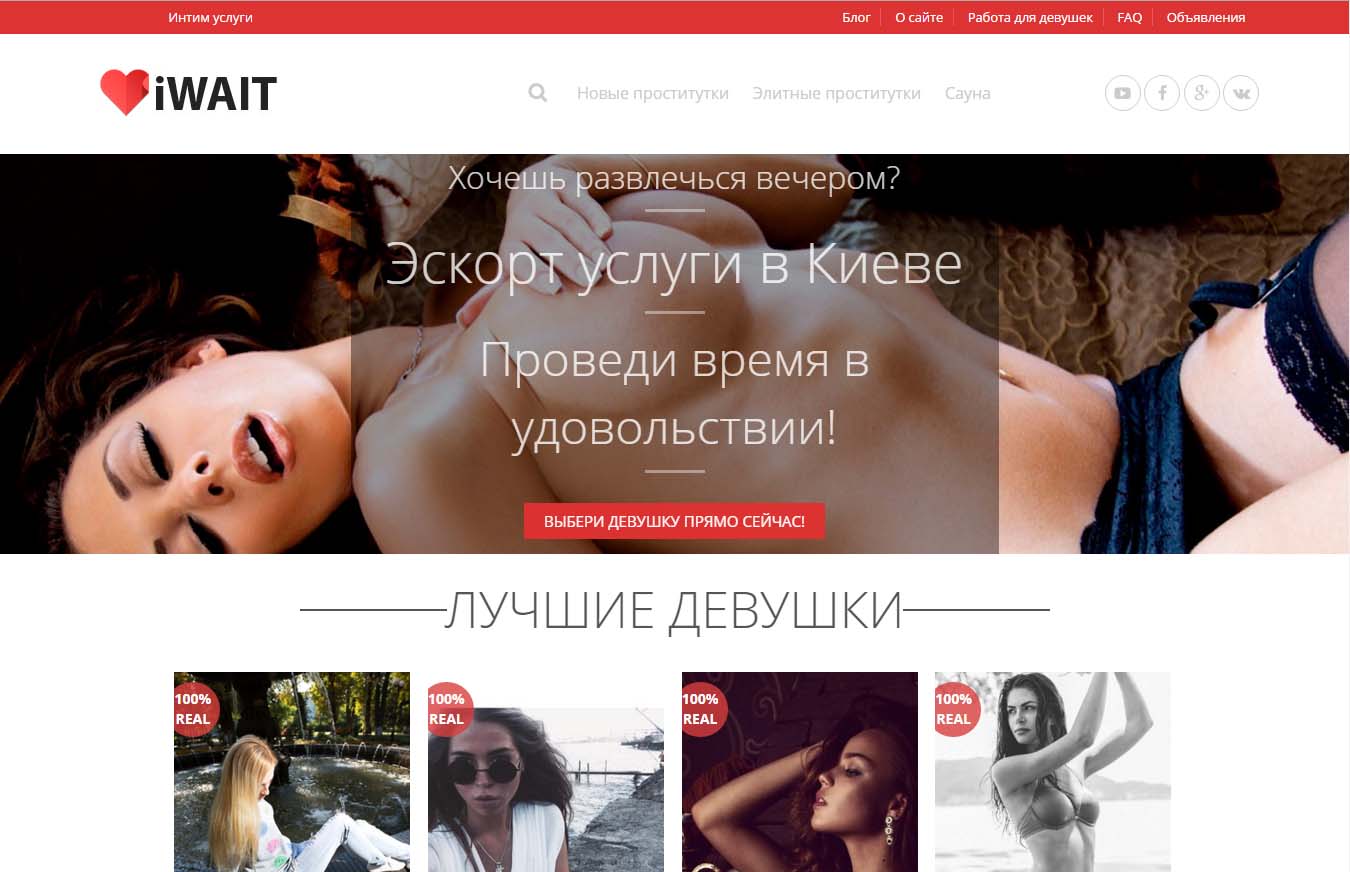 Интим услуги
Блог
О сайте
Работа для девушек
FAQ
Объявления
iWAIT
Новые проститутки
Элитные проститутки
Сауна
Хочешь развлечься вечером?
Эскорт услуги в Киеве
Проведи время в
удовольствии!
ВЫБЕРИ ДЕВУШКУ ПРЯМО СЕЙЧАС!
ЛУЧШИЕ ДЕВУШКИ
100%
REAL
100%
REAL
100%
REAL
100%
REAL